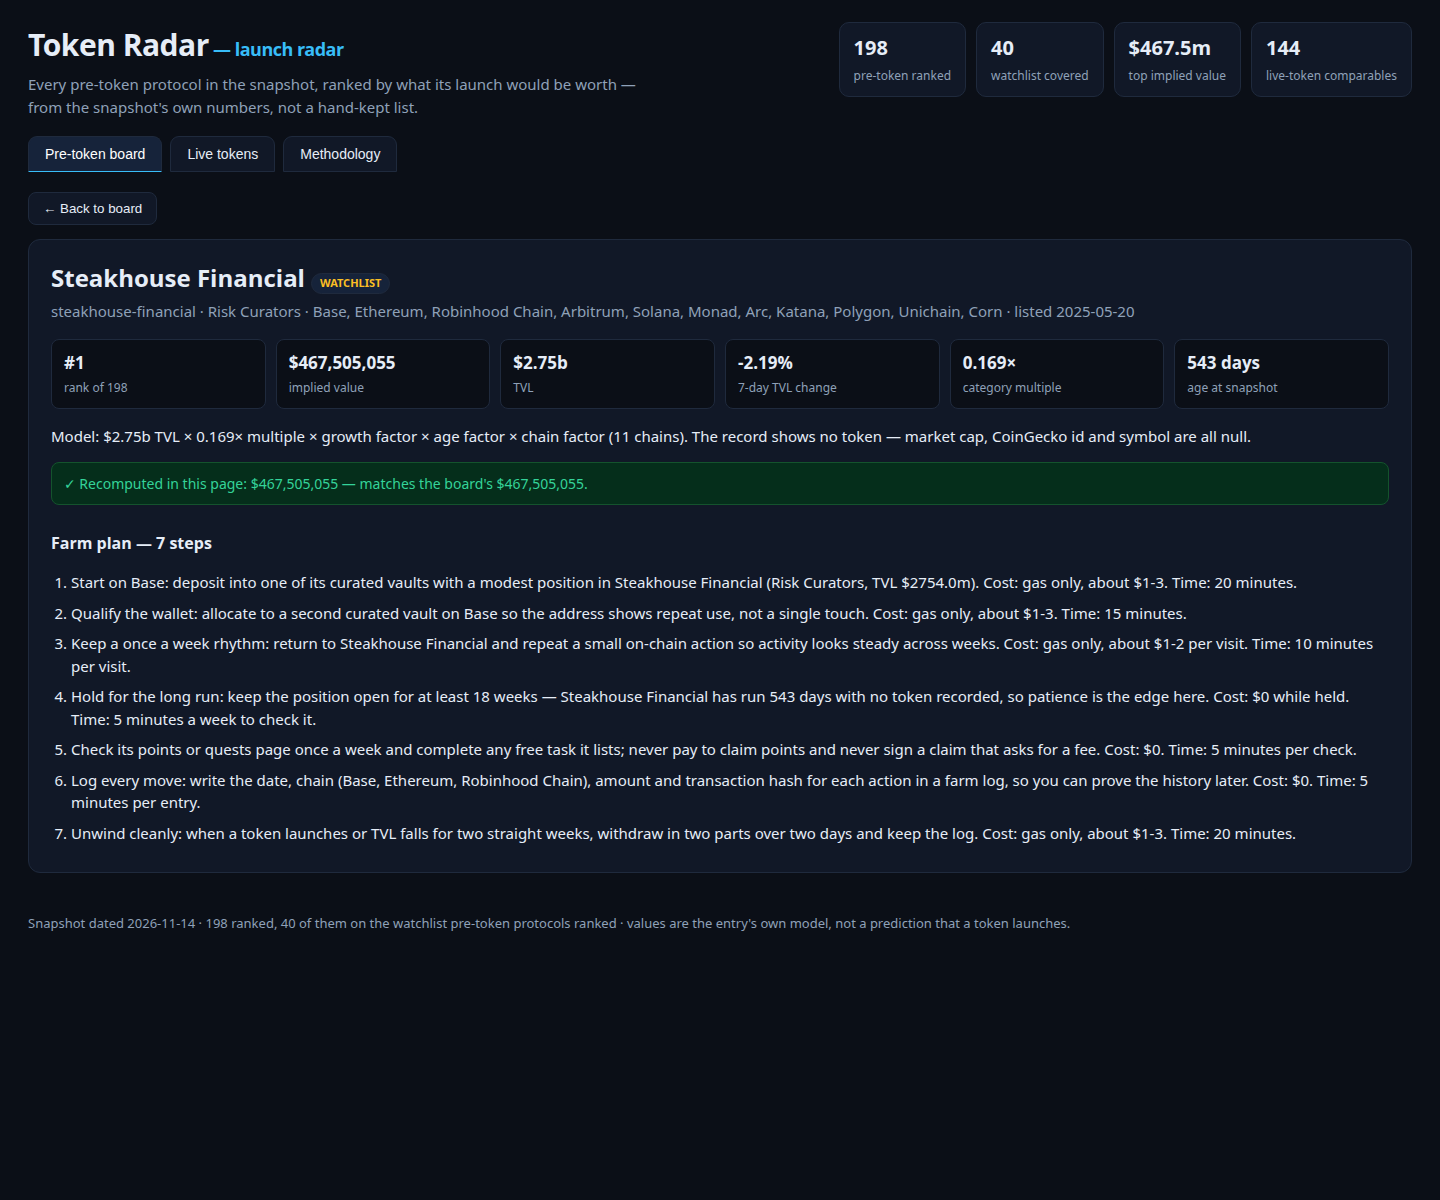 Token Radar — launch radar
Every pre-token protocol in the snapshot, ranked by what its launch would be worth —
from the snapshot's own numbers, not a hand-kept list.
198
pre-token ranked
40
watchlist covered
$467.5m
top implied value
144
live-token comparables
Pre-token board
Live tokens
Methodology
← Back to board
Steakhouse Financial WATCHLIST
steakhouse-financial · Risk Curators · Base, Ethereum, Robinhood Chain, Arbitrum, Solana, Monad, Arc, Katana, Polygon, Unichain, Corn · listed 2025-05-20
#1
rank of 198
$467,505,055
implied value
$2.75b
TVL
-2.19%
7-day TVL change
0.169×
category multiple
543 days
age at snapshot
Model: $2.75b TVL × 0.169× multiple × growth factor × age factor × chain factor (11 chains). The record shows no token — market cap, CoinGecko id and symbol are all null.
✓ Recomputed in this page: $467,505,055 — matches the board's $467,505,055.
Farm plan — 7 steps
1. Start on Base: deposit into one of its curated vaults with a modest position in Steakhouse Financial (Risk Curators, TVL $2754.0m). Cost: gas only, about $1-3. Time: 20 minutes.
2. Qualify the wallet: allocate to a second curated vault on Base so the address shows repeat use, not a single touch. Cost: gas only, about $1-3. Time: 15 minutes.
3. Keep a once a week rhythm: return to Steakhouse Financial and repeat a small on-chain action so activity looks steady across weeks. Cost: gas only, about $1-2 per visit. Time: 10 minutes
per visit.
4. Hold for the long run: keep the position open for at least 18 weeks — Steakhouse Financial has run 543 days with no token recorded, so patience is the edge here. Cost: $0 while held.
Time: 5 minutes a week to check it.
5. Check its points or quests page once a week and complete any free task it lists; never pay to claim points and never sign a claim that asks for a fee. Cost: $0. Time: 5 minutes per check.
6. Log every move: write the date, chain (Base, Ethereum, Robinhood Chain), amount and transaction hash for each action in a farm log, so you can prove the history later. Cost: $0. Time: 5
minutes per entry.
7. Unwind cleanly: when a token launches or TVL falls for two straight weeks, withdraw in two parts over two days and keep the log. Cost: gas only, about $1-3. Time: 20 minutes.
Snapshot dated 2026-11-14 · 198 ranked, 40 of them on the watchlist pre-token protocols ranked · values are the entry's own model, not a prediction that a token launches.